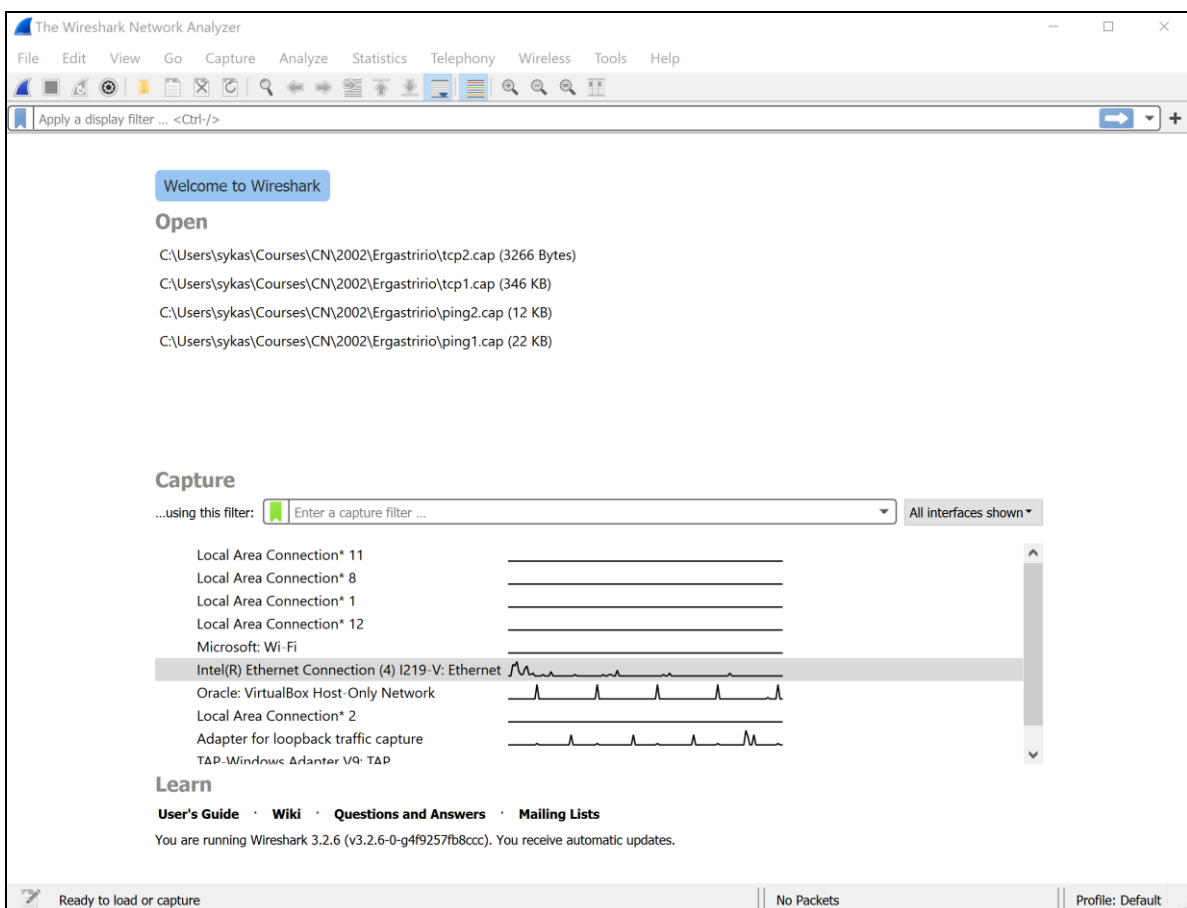 The Wireshark Network Analyzer
File Edit View Go Capture Analyze Statistics Telephony Wireless Tools Help
Apply a display filter ... <Ctrl-/>
Welcome to Wireshark
Open
C:\Users\sykas\Courses\CN\2002\Ergastririo\tcp2.cap (3266 Bytes)
C:\Users\sykas\Courses\CN\2002\Ergastririo\tcp1.cap (346 KB)
C:\Users\sykas\Courses\CN\2002\Ergastririo\ping2.cap (12 KB)
C:\Users\sykas\Courses\CN\2002\Ergastririo\ping1.cap (22 KB)
Capture
...using this filter: Enter a capture filter ... All interfaces shown
Local Area Connection* 11
Local Area Connection* 8
Local Area Connection* 1
Local Area Connection* 12
Microsoft: Wi-Fi
Intel(R) Ethernet Connection (4) I219-V: Ethernet
Oracle: VirtualBox Host-Only Network
Local Area Connection* 2
Adapter for loopback traffic capture
TAP-Windows Adapter V9: TAP
Learn
User's Guide · Wiki · Questions and Answers · Mailing Lists
You are running Wireshark 3.2.6 (v3.2.6-0-g4f9257fb8ccc). You receive automatic updates.
Ready to load or capture No Packets Profile: Default